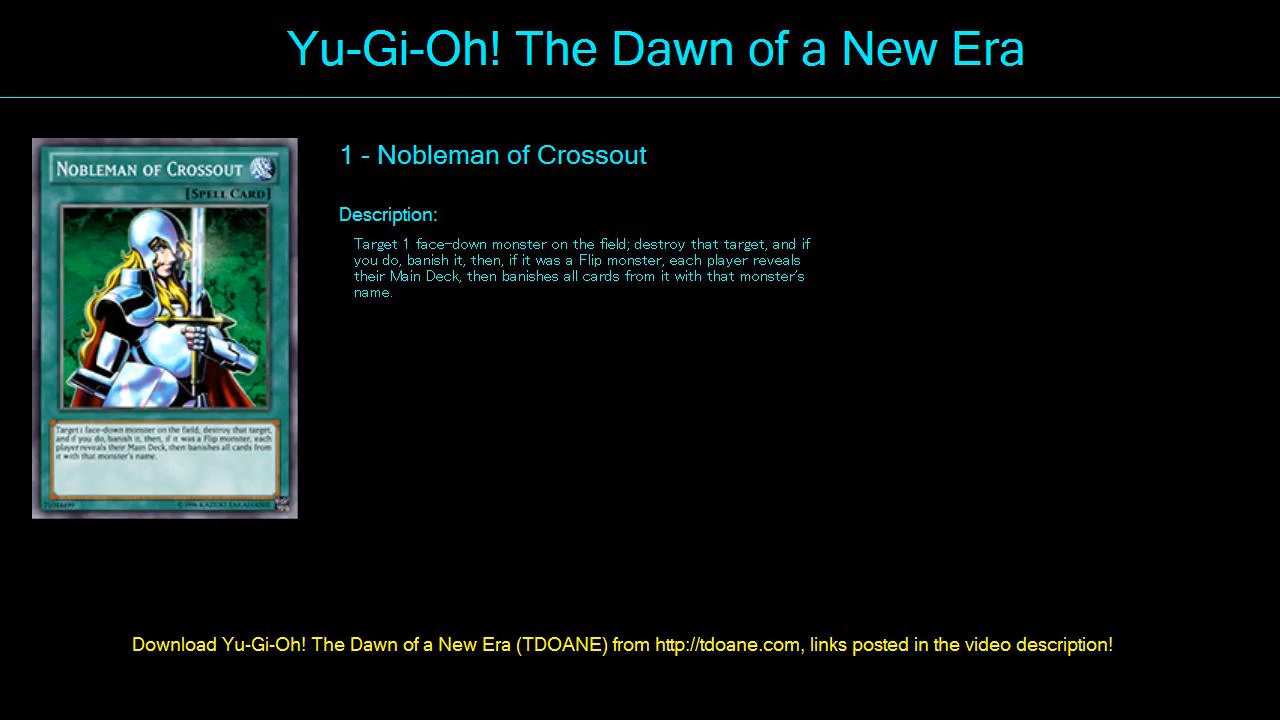 Yu-Gi-Oh! The Dawn of a New Era
NOBLEMAN OF CROSSOUT
[SPELL CARD]
Target 1 face-down monster on the field; destroy that target,
and if you do, banish it, then, if it was a Flip monster, each
player reveals their Main Deck, then banishes all cards from
it with that monster's name.
©1996 KAZUKI TAKAHASHI
1 - Nobleman of Crossout
Description:
Target 1 face-down monster on the field; destroy that target, and if
you do, banish it, then, if it was a Flip monster, each player reveals
their Main Deck, then banishes all cards from it with that monster's
name.
Download Yu-Gi-Oh! The Dawn of a New Era (TDOANE) from http://tdoane.com, links posted in the video description!